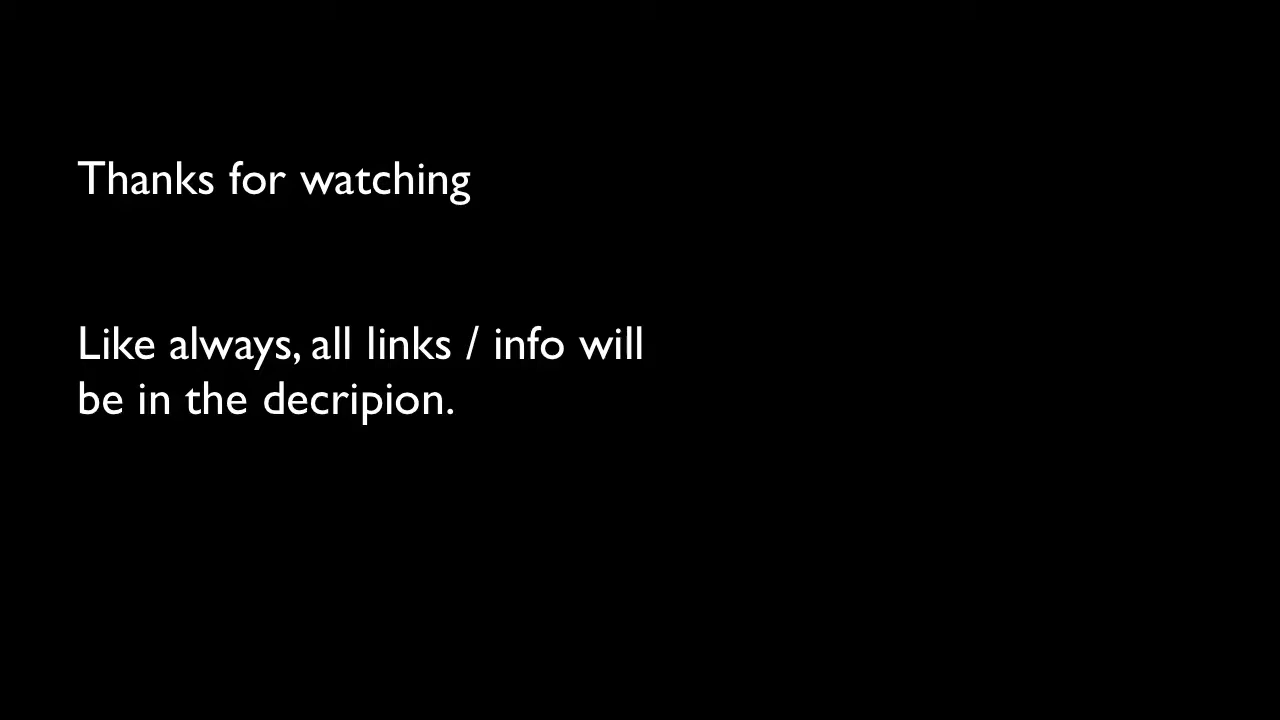 Thanks for watching
Like always, all links / info will
be in the decripion.